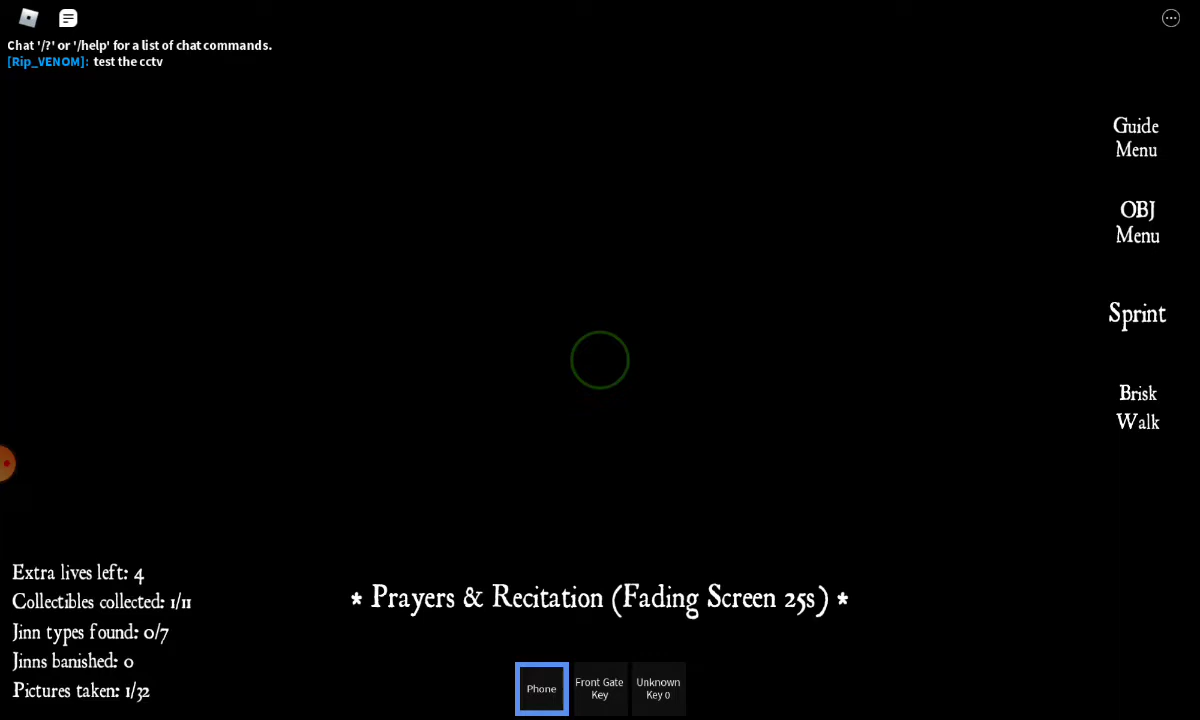 Chat '/?' or '/help' for a list of chat commands.
[Rip_VENOM]: test the cctv
Guide
Menu
OBJ
Menu
Sprint
Brisk
Walk
Extra lives left: 4
Collectibles collected: 1/11
Jinn types found: 0/7
Jinns banished: 0
Pictures taken: 1/32
* Prayers & Recitation (Fading Screen 25s) *
Phone
Front Gate
Key
Unknown
Key 0